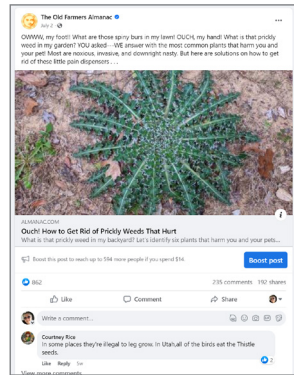 The Old Farmers Almanac
July 2
OWWW, my foot!! What are those spiny burs in my lawn! OUCH, my hand! What is that prickly
weed in my garden? YOU asked—WE answer with the most common plants that harm you and
your pet! Most are noxious, invasive, and downright nasty. But here are solutions on how to get
rid of these little pain dispensers . . .
ALMANAC.COM
Ouch! How to Get Rid of Prickly Weeds That Hurt
What is that prickly weed in my backyard? Let's identify six plants that harm you and your pets...
Boost this post to reach up to 594 more people if you spend $14.
Boost post
862
235 comments 192 shares
Like Comment Share
Write a comment...
Courtney Rice
In some places they're illegal to leg grow. In Utah,all of the birds eat the Thistle
seeds.
Like Reply 5w
2
View more comments